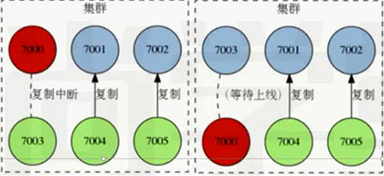 集群
7000 7001 7002
复制中断 复制 复制
7003 7004 7005
集群
7003 7001 7002
(等待上线) 复制 复制
7000 7004 7005